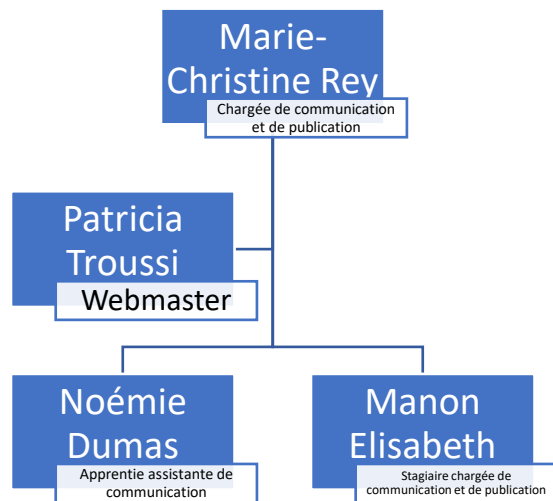 Marie-
Christine Rey
Chargée de communication
et de publication
Patricia
Troussi
Webmaster
Noémie
Dumas
Apprentie assistante de
communication
Manon
Elisabeth
Stagiaire chargée de
communication et de publication